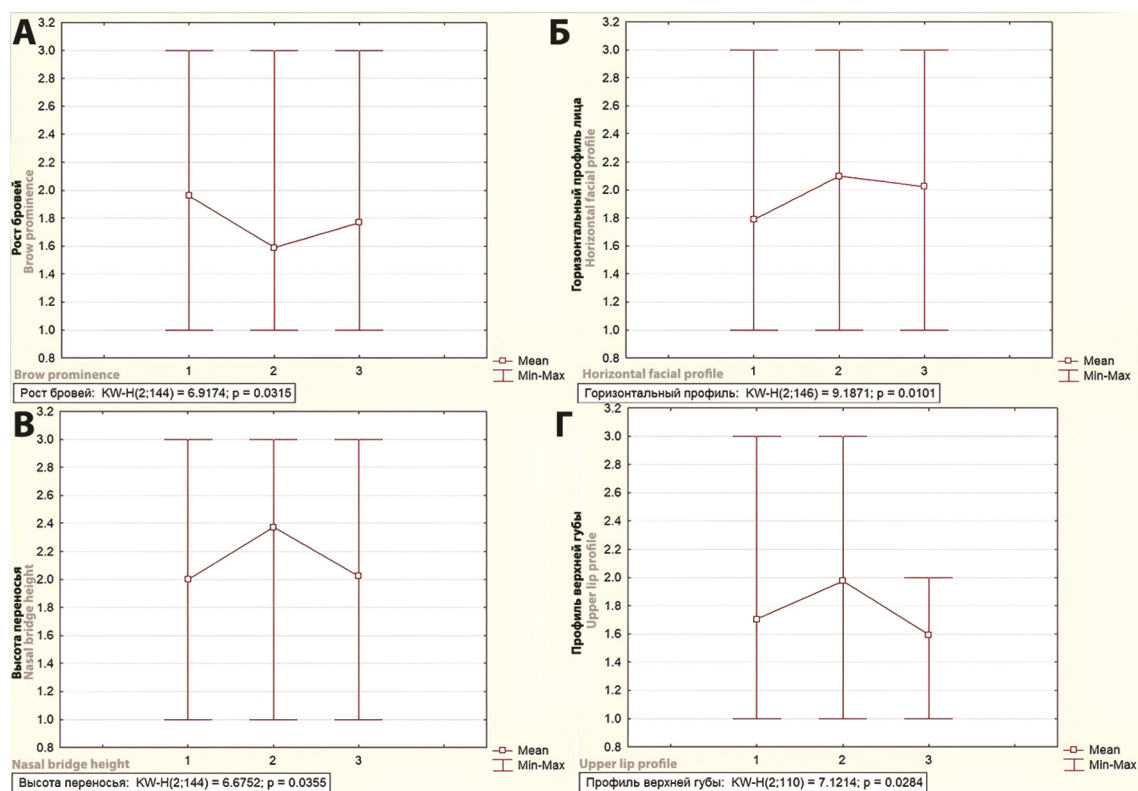 А
3.2
3.0
2.8
2.6
2.4
2.2
2.0
1.8
1.6
1.4
1.2
1.0
0.8
Рост бровей
Brow prominence
1 2 3
Mean
Min-Max
Brow prominence
Рост бровей: KW-H(2;144) = 6.9174; p = 0.0315
Б
3.2
3.0
2.8
2.6
2.4
2.2
2.0
1.8
1.6
1.4
1.2
1.0
0.8
Горизонтальный профиль лица
Horizontal facial profile
1 2 3
Mean
Min-Max
Horizontal facial profile
Горизонтальный профиль: KW-H(2;146) = 9.1871; p = 0.0101
В
3.2
3.0
2.8
2.6
2.4
2.2
2.0
1.8
1.6
1.4
1.2
1.0
0.8
Высота переносья
Nasal bridge height
1 2 3
Mean
Min-Max
Nasal bridge height
Высота переносья: KW-H(2;144) = 6.6752; p = 0.0355
Г
3.2
3.0
2.8
2.6
2.4
2.2
2.0
1.8
1.6
1.4
1.2
1.0
0.8
Профиль верхней губы
Upper lip profile
1 2 3
Mean
Min-Max
Upper lip profile
Профиль верхней губы: KW-H(2;110) = 7.1214; p = 0.0284